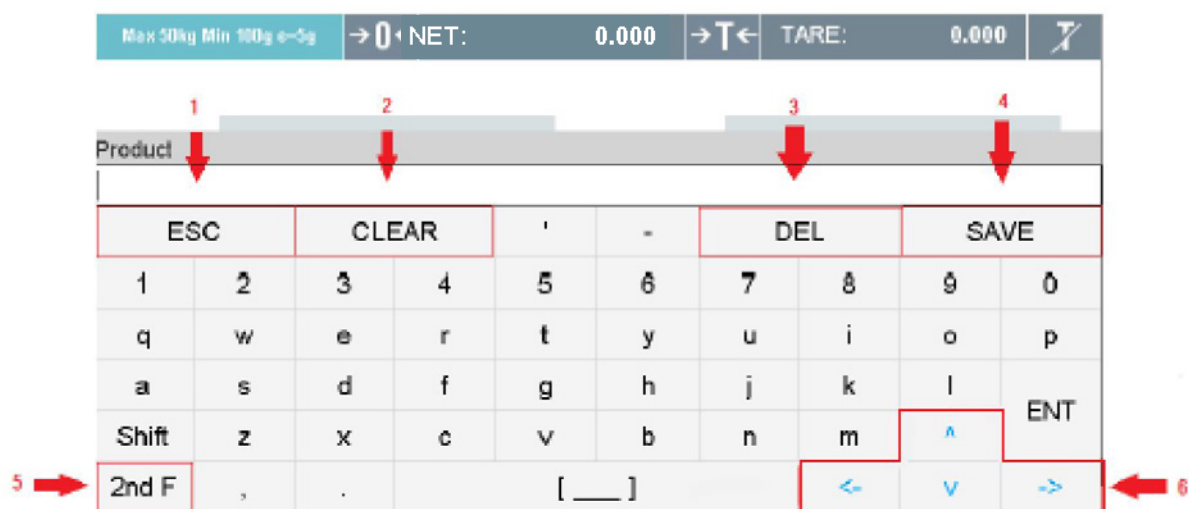 Max 50kg Min 100g e=5g →0← NET: 0.000 →T← TARE: 0.000 T
1 2 3 4
Product
ESC CLEAR ' - DEL SAVE
1 2 3 4 5 6 7 8 9 0
q w e r t y u i o p
a s d f g h j k l ENT
Shift z x c v b n m ^
5 2nd F , . [ ___ ] <- v -> 6